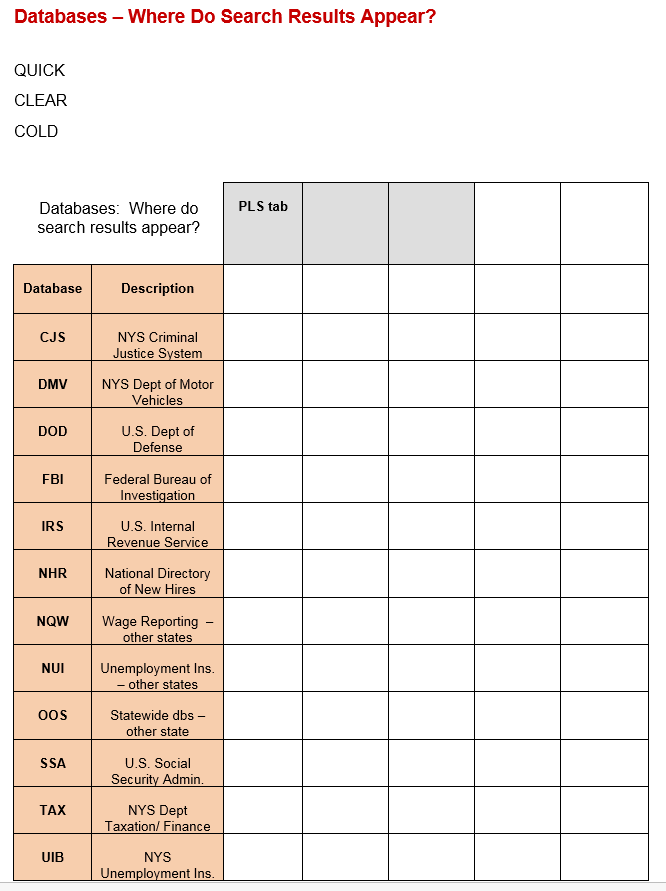 Databases – Where Do Search Results Appear?
QUICK
CLEAR
COLD
Databases:  Where do
search results appear?
PLS tab
Database
Description
CJS
NYS Criminal
Justice System
DMV
NYS Dept of Motor
Vehicles
DOD
U.S. Dept of
Defense
FBI
Federal Bureau of
Investigation
IRS
U.S. Internal
Revenue Service
NHR
National Directory
of New Hires
NQW
Wage Reporting  –
other states
NUI
Unemployment Ins.
– other states
OOS
Statewide dbs –
other state
SSA
U.S. Social
Security Admin.
TAX
NYS Dept
Taxation/ Finance
UIB
NYS
Unemployment Ins.